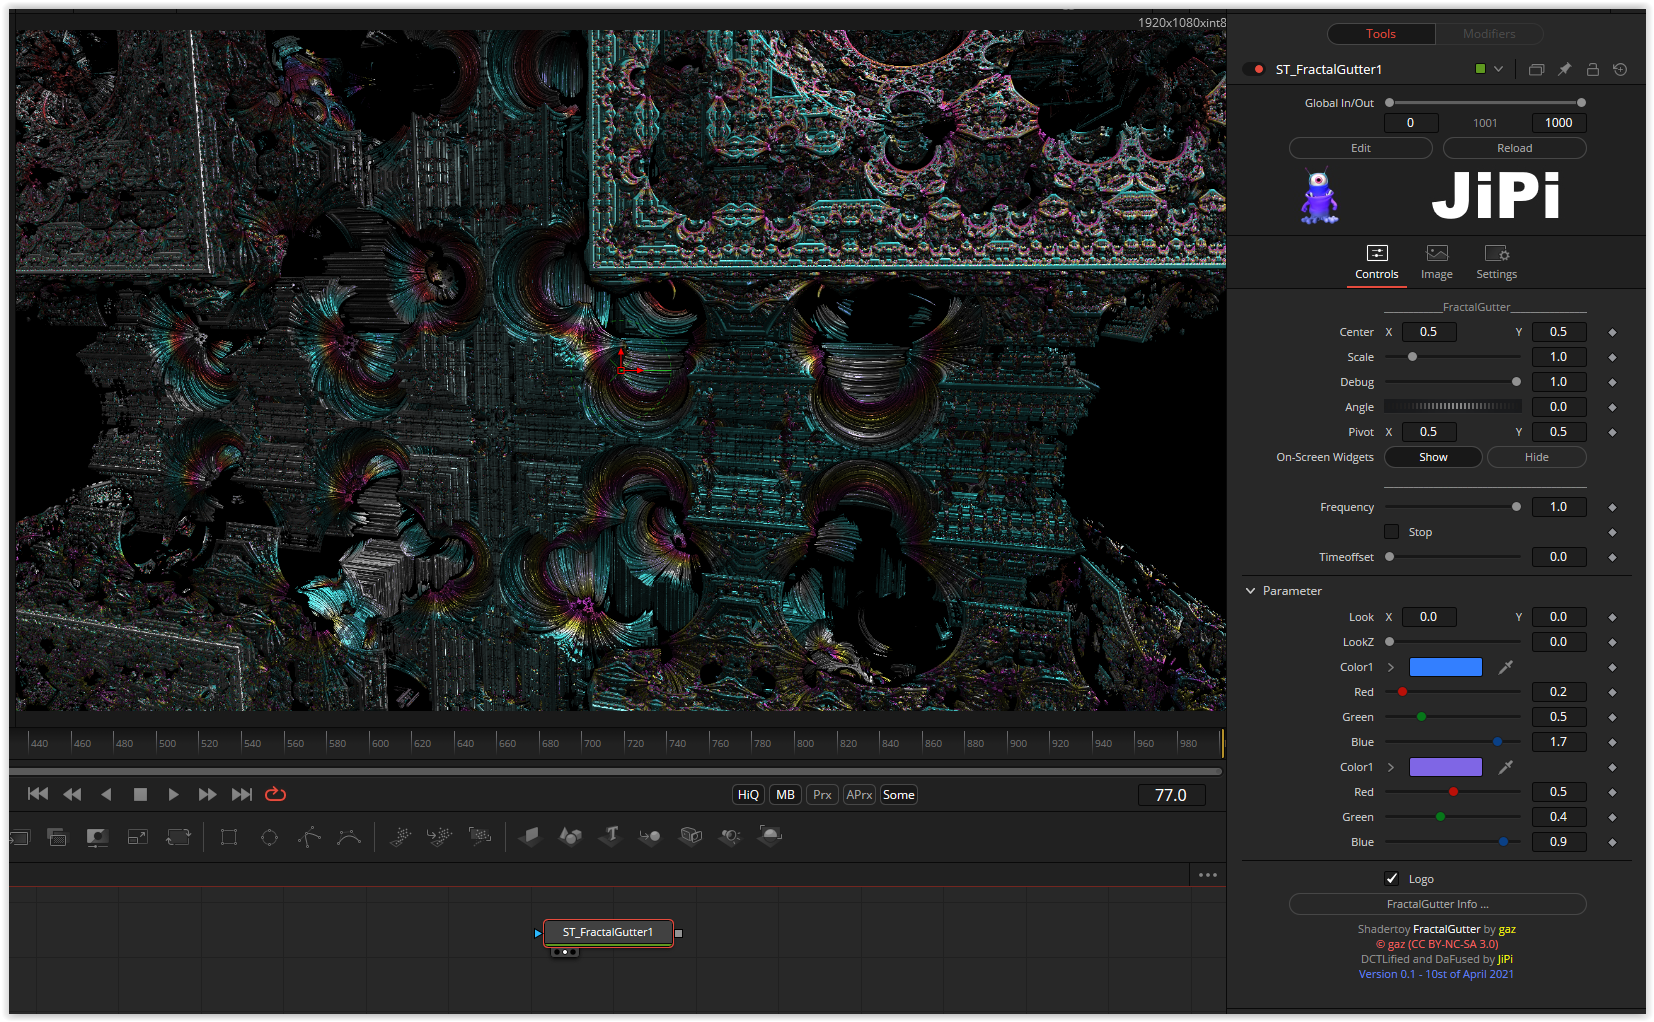 1920x1080xint8
Tools Modifiers
ST_FractalGutter1
Global In/Out
0 1001 1000
Edit Reload
JiPi
Controls Image Settings
FractalGutter
Center X 0.5 Y 0.5
Scale 1.0
Debug 1.0
Angle 0.0
Pivot X 0.5 Y 0.5
On-Screen Widgets Show Hide
Frequency 1.0
Stop
Timeoffset 0.0
Parameter
Look X 0.0 Y 0.0
LookZ 0.0
Color1
Red 0.2
Green 0.5
Blue 1.7
Color1
Red 0.5
Green 0.4
Blue 0.9
Logo
FractalGutter Info ...
Shadertoy FractalGutter by gaz
© gaz (CC BY-NC-SA 3.0)
DCTLified and DaFused by JiPi
Version 0.1 - 10st of April 2021
440 460 480 500 520 540 560 580 600 620 640 660 680 700 720 740 760 780 800 820 840 860 880 900 920 940 960 980
HiQ MB Prx APrx Some 77.0
ST_FractalGutter1